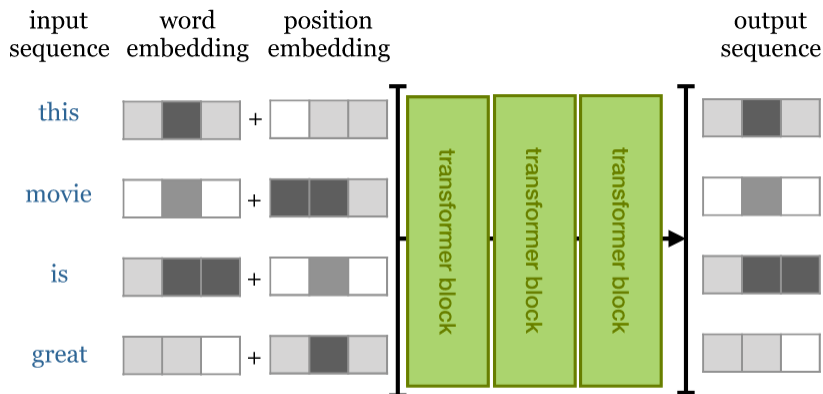 input sequence
word embedding
position embedding
output sequence
this
+
movie
+
is
+
great
+
transformer block
transformer block
transformer block